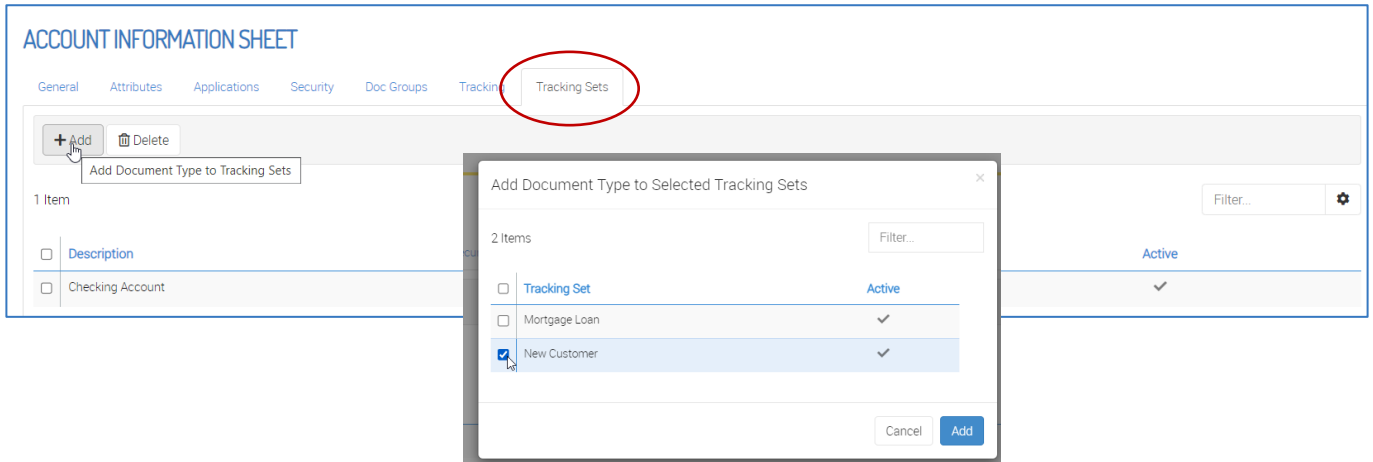 ACCOUNT INFORMATION SHEET
General Attributes Applications Security Doc Groups Tracking Tracking Sets
+ Add Delete
Add Document Type to Tracking Sets
1 Item
Filter...
Description
Active
Checking Account
Add Document Type to Selected Tracking Sets
×
2 Items
Filter...
Tracking Set Active
Mortgage Loan
New Customer
Cancel Add